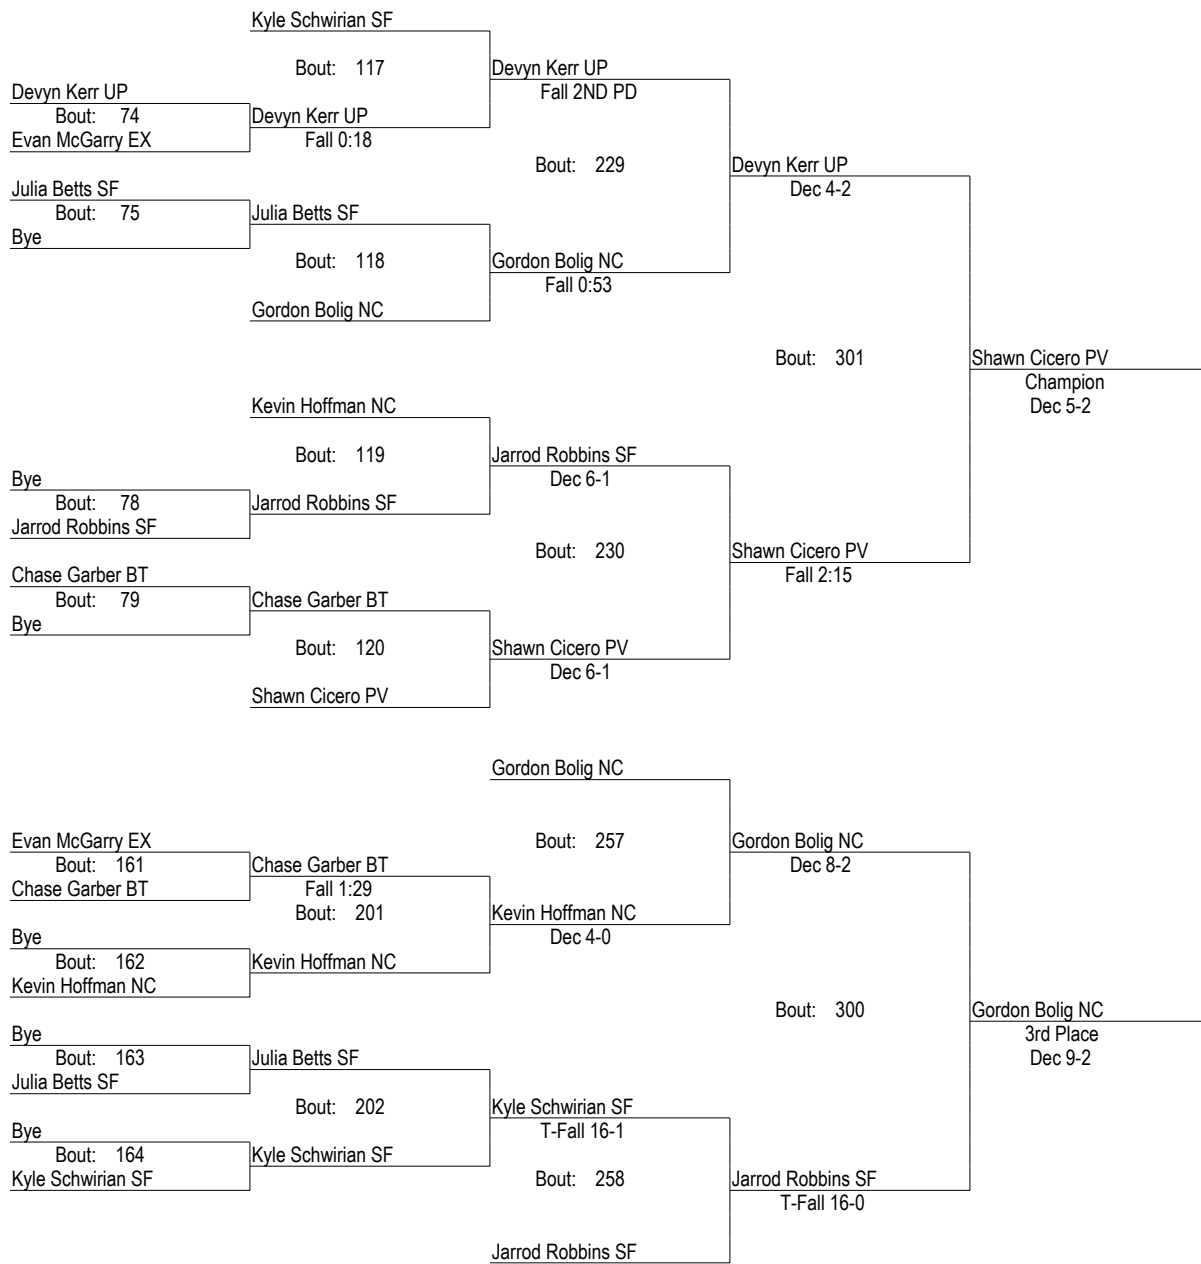 Kyle Schwirian SF
Bout: 117
Devyn Kerr UP
Fall 2ND PD
Devyn Kerr UP
Bout: 74
Evan McGarry EX
Devyn Kerr UP
Fall 0:18
Bout: 229
Devyn Kerr UP
Dec 4-2
Julia Betts SF
Bout: 75
Bye
Julia Betts SF
Bout: 118
Gordon Bolig NC
Fall 0:53
Gordon Bolig NC
Bout: 301
Shawn Cicero PV
Champion
Dec 5-2
Kevin Hoffman NC
Bout: 119
Jarrod Robbins SF
Dec 6-1
Bye
Bout: 78
Jarrod Robbins SF
Jarrod Robbins SF
Bout: 230
Shawn Cicero PV
Fall 2:15
Chase Garber BT
Bout: 79
Bye
Chase Garber BT
Bout: 120
Shawn Cicero PV
Dec 6-1
Shawn Cicero PV
Gordon Bolig NC
Bout: 257
Gordon Bolig NC
Dec 8-2
Evan McGarry EX
Bout: 161
Chase Garber BT
Chase Garber BT
Fall 1:29
Bout: 201
Kevin Hoffman NC
Dec 4-0
Bye
Bout: 162
Kevin Hoffman NC
Kevin Hoffman NC
Bout: 300
Gordon Bolig NC
3rd Place
Dec 9-2
Bye
Bout: 163
Julia Betts SF
Julia Betts SF
Bout: 202
Kyle Schwirian SF
T-Fall 16-1
Bye
Bout: 164
Kyle Schwirian SF
Kyle Schwirian SF
Bout: 258
Jarrod Robbins SF
T-Fall 16-0
Jarrod Robbins SF